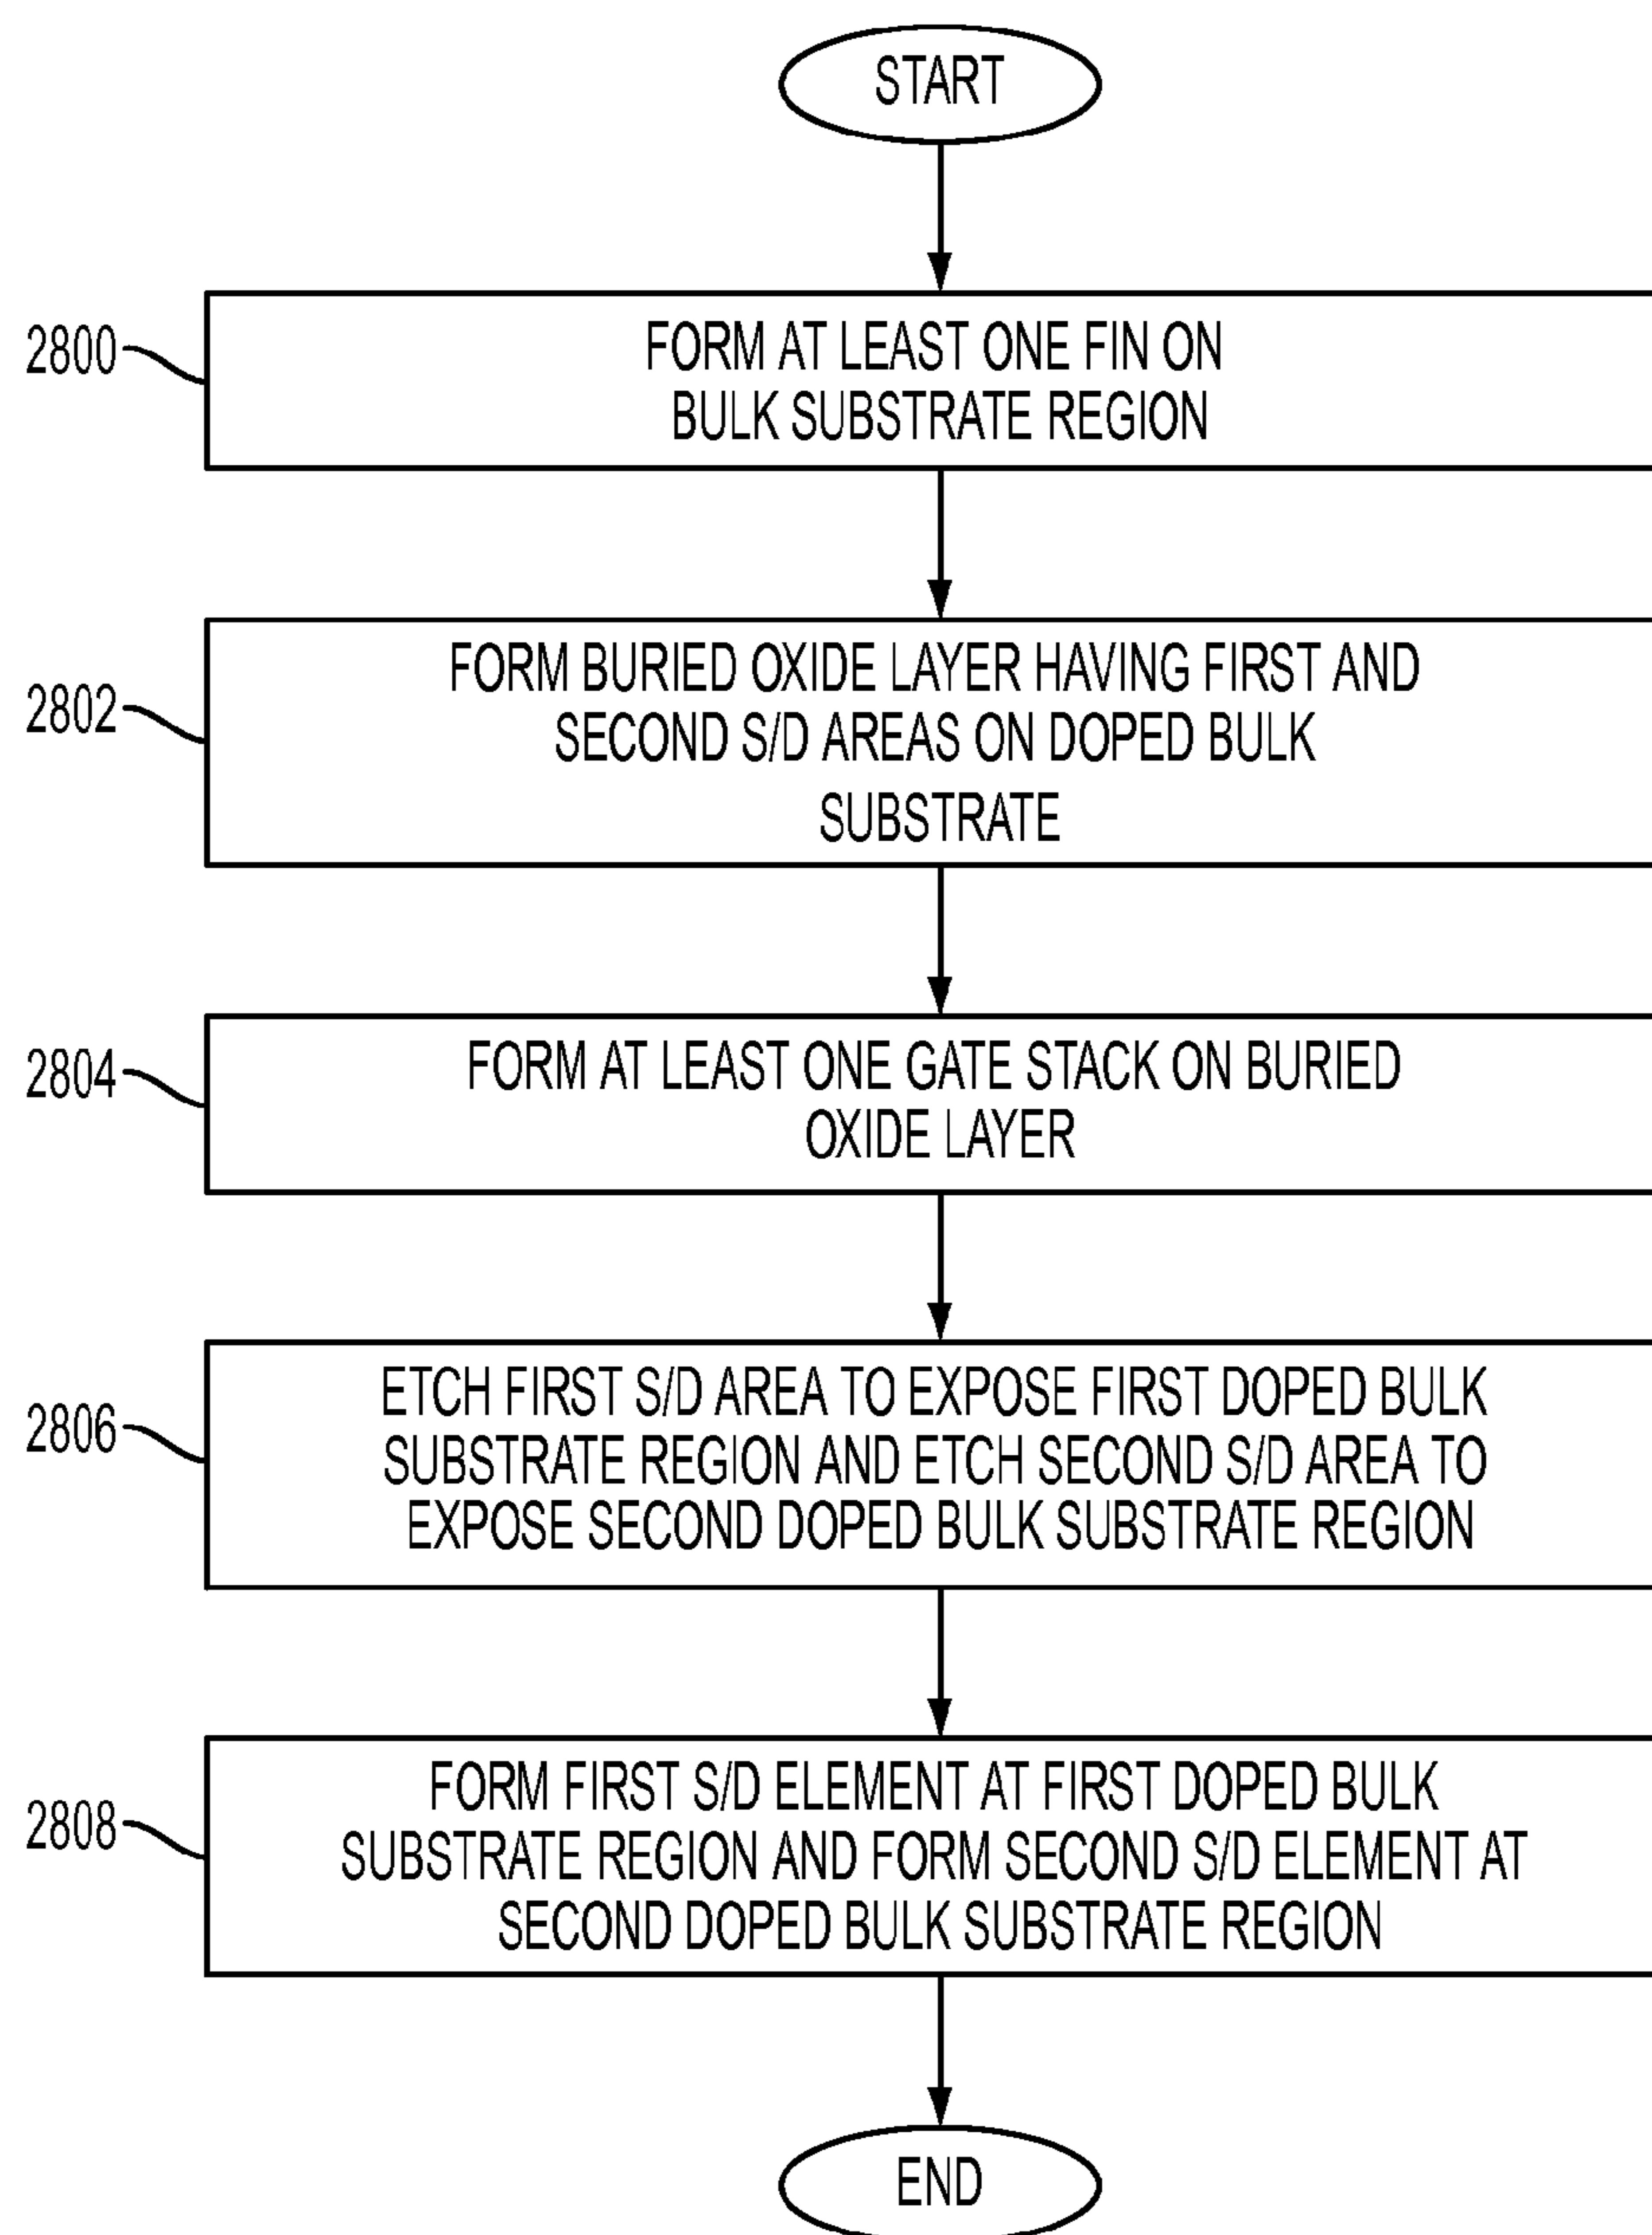 START
2800
FORM AT LEAST ONE FIN ON
BULK SUBSTRATE REGION
2802
FORM BURIED OXIDE LAYER HAVING FIRST AND
SECOND S/D AREAS ON DOPED BULK
SUBSTRATE
2804
FORM AT LEAST ONE GATE STACK ON BURIED
OXIDE LAYER
2806
ETCH FIRST S/D AREA TO EXPOSE FIRST DOPED BULK
SUBSTRATE REGION AND ETCH SECOND S/D AREA TO
EXPOSE SECOND DOPED BULK SUBSTRATE REGION
2808
FORM FIRST S/D ELEMENT AT FIRST DOPED BULK
SUBSTRATE REGION AND FORM SECOND S/D ELEMENT AT
SECOND DOPED BULK SUBSTRATE REGION
END